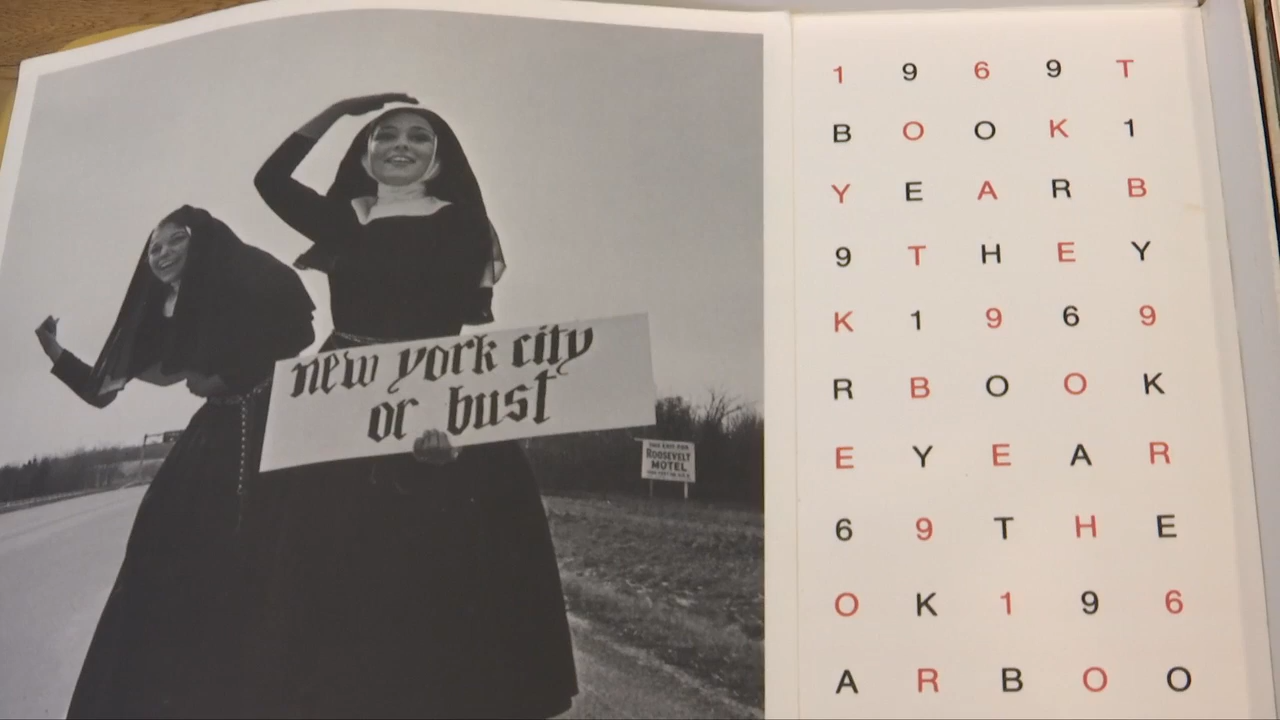 new york city
or bust
ROOSEVELT
MOTEL
1 9 6 9 T
B O O K 1
Y E A R B
9 T H E Y
K 1 9 6 9
R B O O K
E Y E A R
6 9 T H E
O K 1 9 6
A R B O O